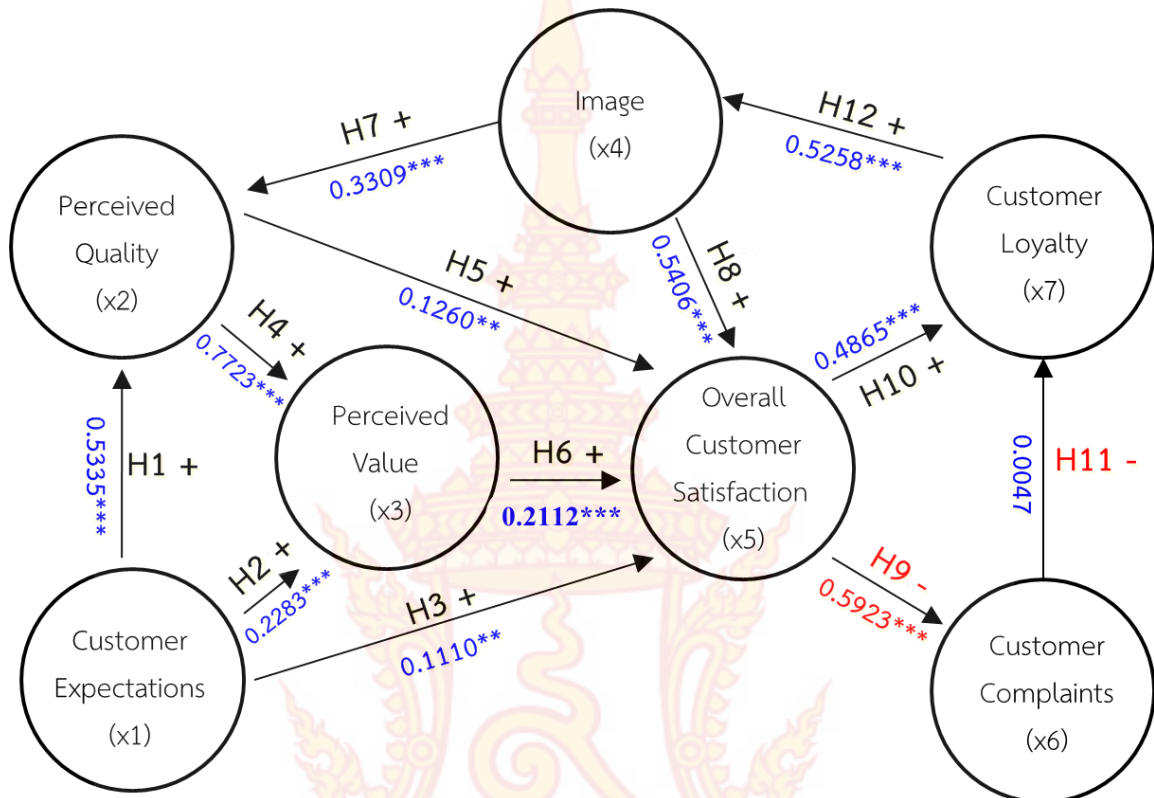 Image
(x4)
H7 +
0.3309***
H12 +
0.5258***
Perceived
Quality
(x2)
Customer
Loyalty
(x7)
H5 +
0.1260**
H8 +
0.5406***
H4 +
0.7723***
0.4865***
H10 +
Perceived
Value
(x3)
Overall
Customer
Satisfaction
(x5)
H1 +
0.5335***
H6 +
0.2112***
0.0047
H11 -
H2 +
0.2283***
H3 +
0.1110**
H9 -
0.5923***
Customer
Expectations
(x1)
Customer
Complaints
(x6)